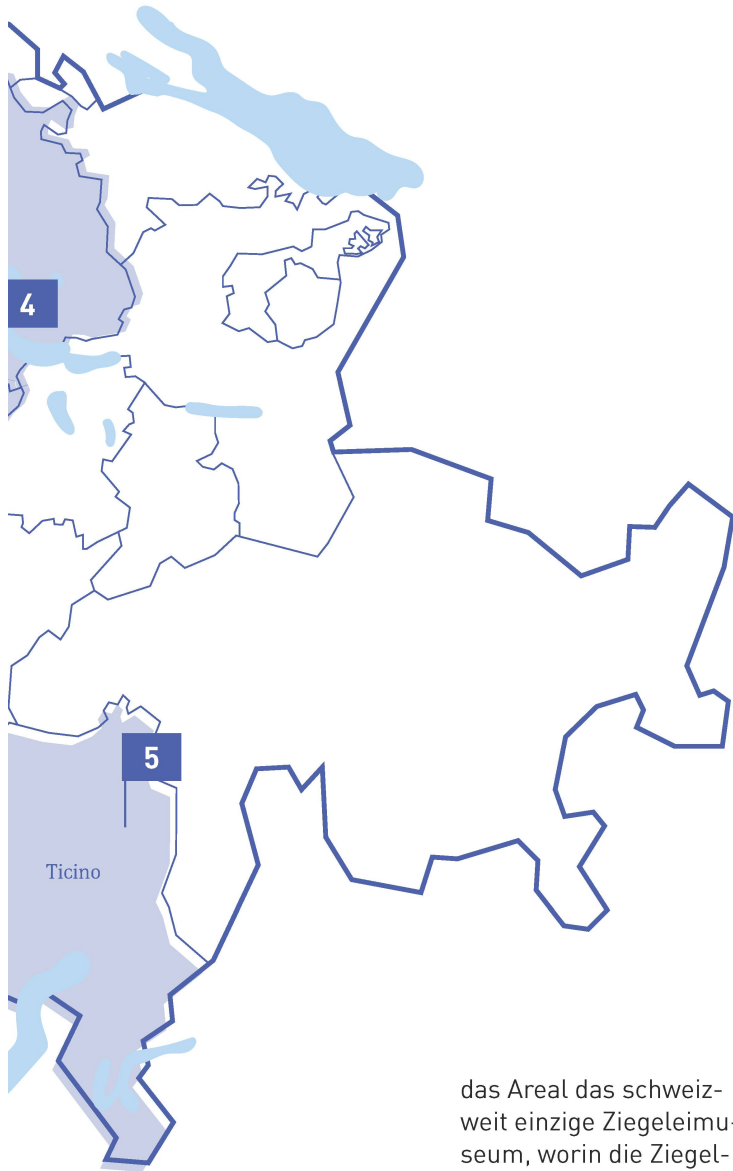 4
5
Ticino
das Areal das schweiz-
weit einzige Ziegeleimu-
seum, worin die Ziegel-